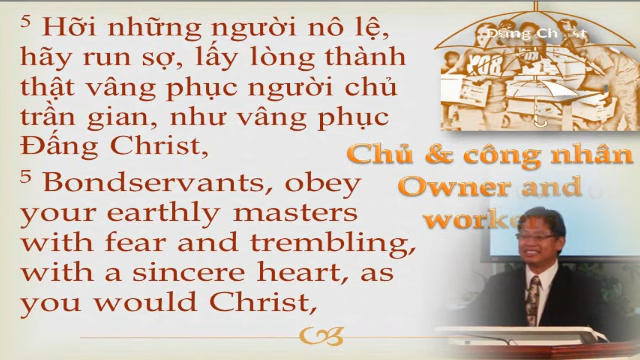 5 Hỡi những người nô lệ,
hãy run sợ, lấy lòng thành
thật vâng phục người chủ
trần gian, như vâng phục
Đấng Christ,
5 Bondservants, obey
your earthly masters
with fear and trembling,
with a sincere heart, as
you would Christ,
Đấng
Chủ & công nhân
Owner and